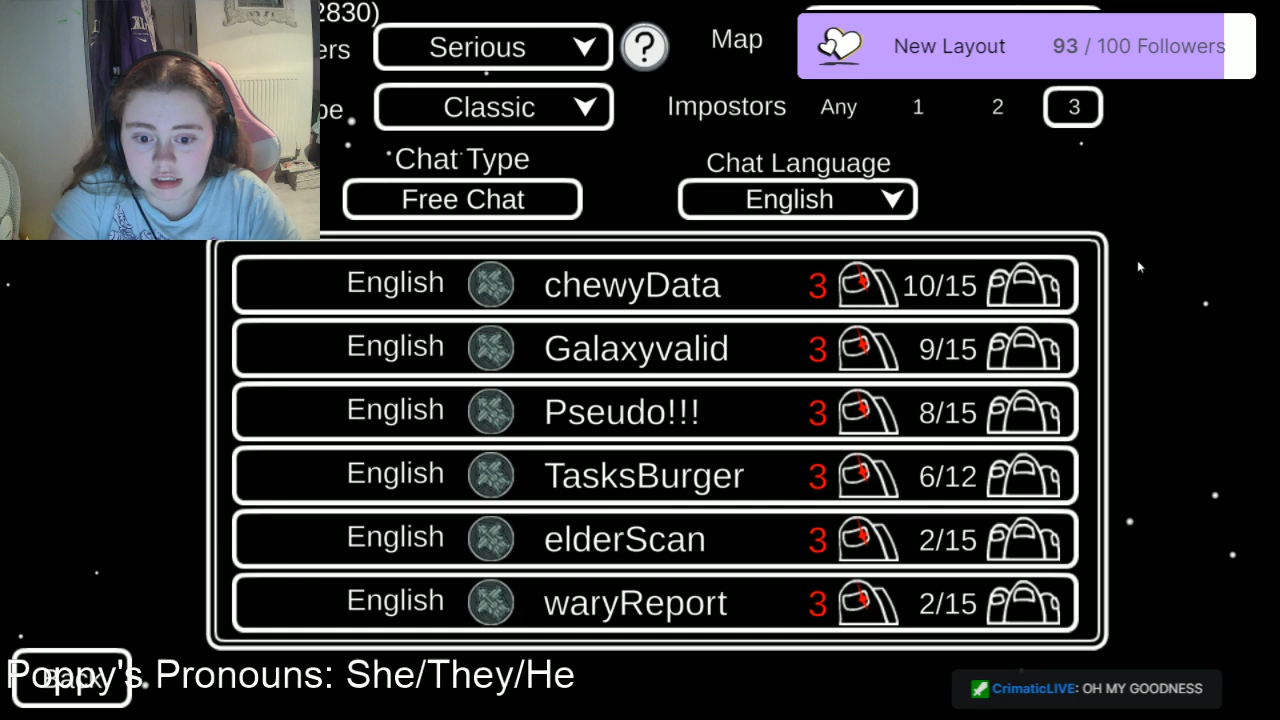 2830)
ers
Serious
?
Map
New Layout 93 / 100 Followers
pe
Classic
Impostors Any 1 2 3
Chat Type
Chat Language
Free Chat
English
English chewyData 3 10/15
English Galaxyvalid 3 9/15
English Pseudo!!! 3 8/15
English TasksBurger 3 6/12
English elderScan 3 2/15
English waryReport 3 2/15
Back
Poppy's Pronouns: She/They/He
CrimaticLIVE: OH MY GOODNESS